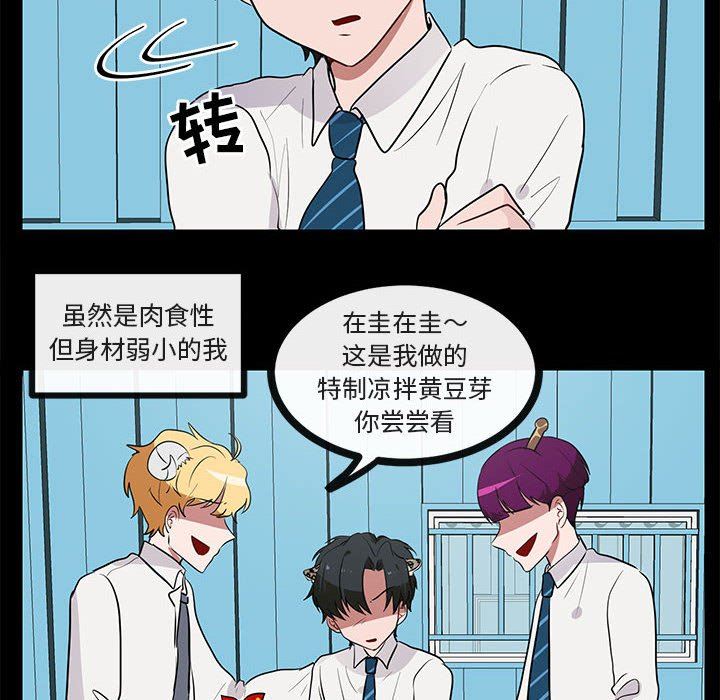 转
虽然是肉食性
但身材弱小的我
在圭在圭～
这是我做的
特制凉拌黄豆芽
你尝尝看